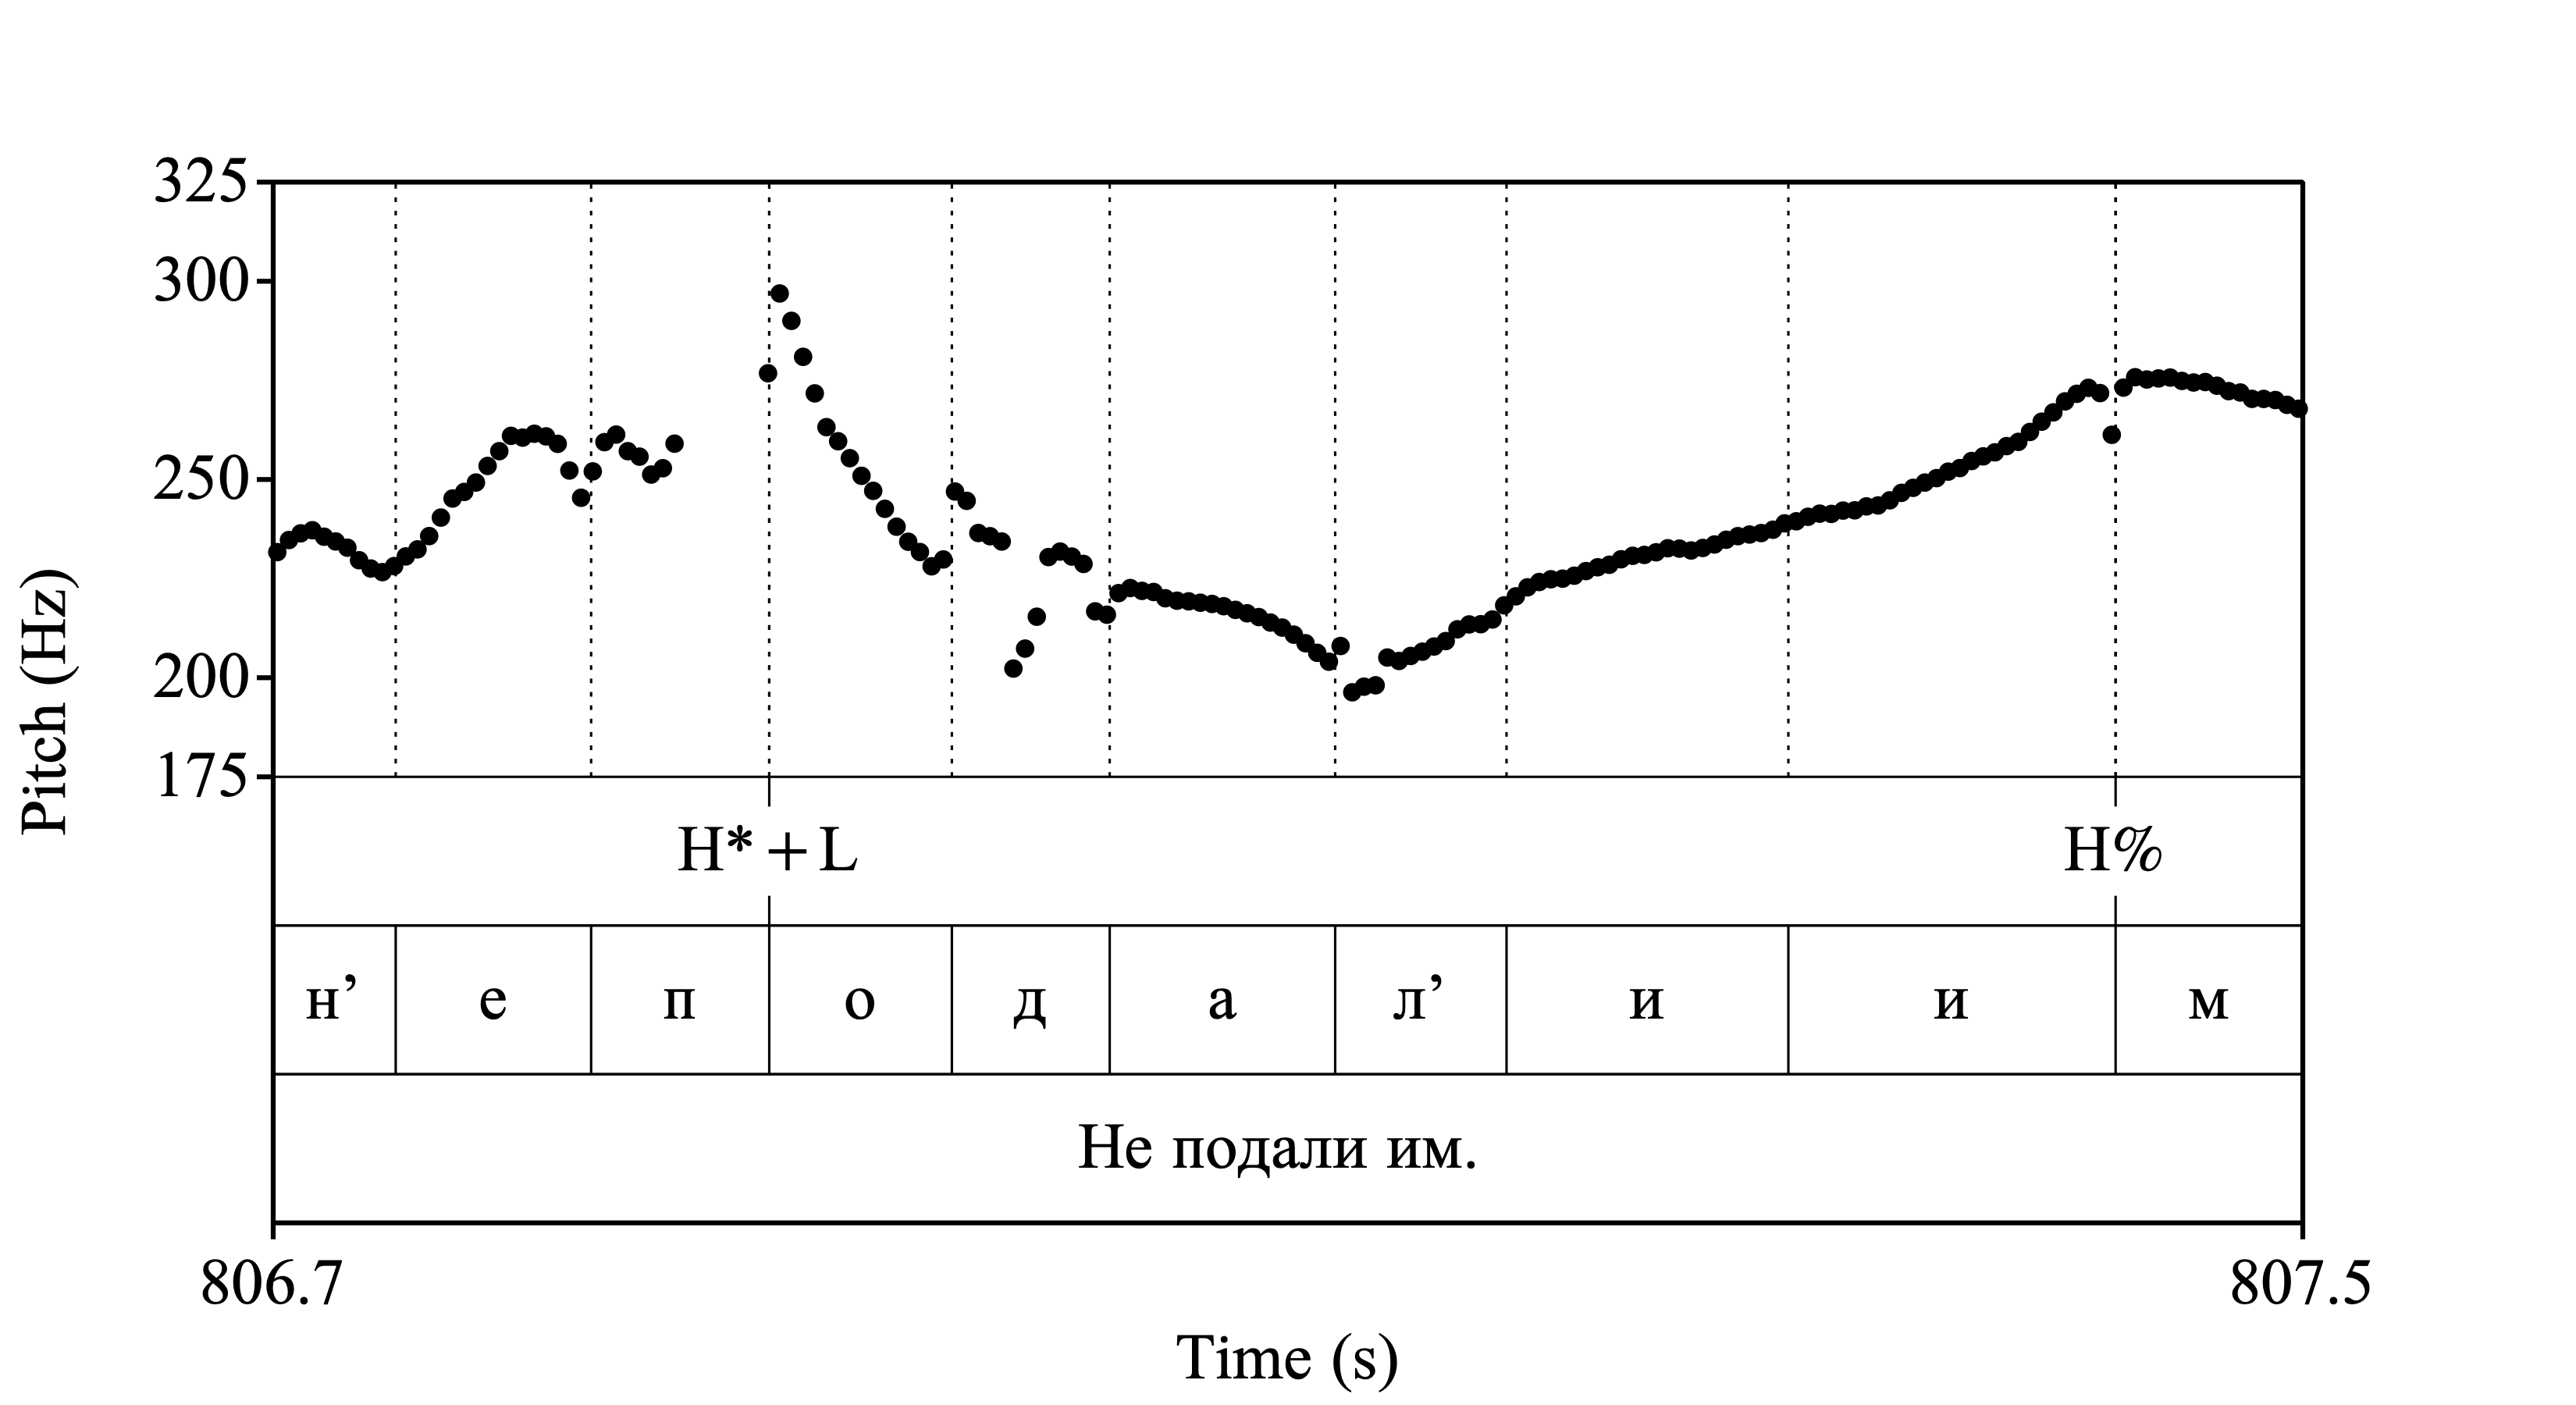 325
300
250
200
175
Pitch (Hz)
H*+L H%
н’ е п о д а л’ и и м
Не подали им.
806.7 807.5
Time (s)